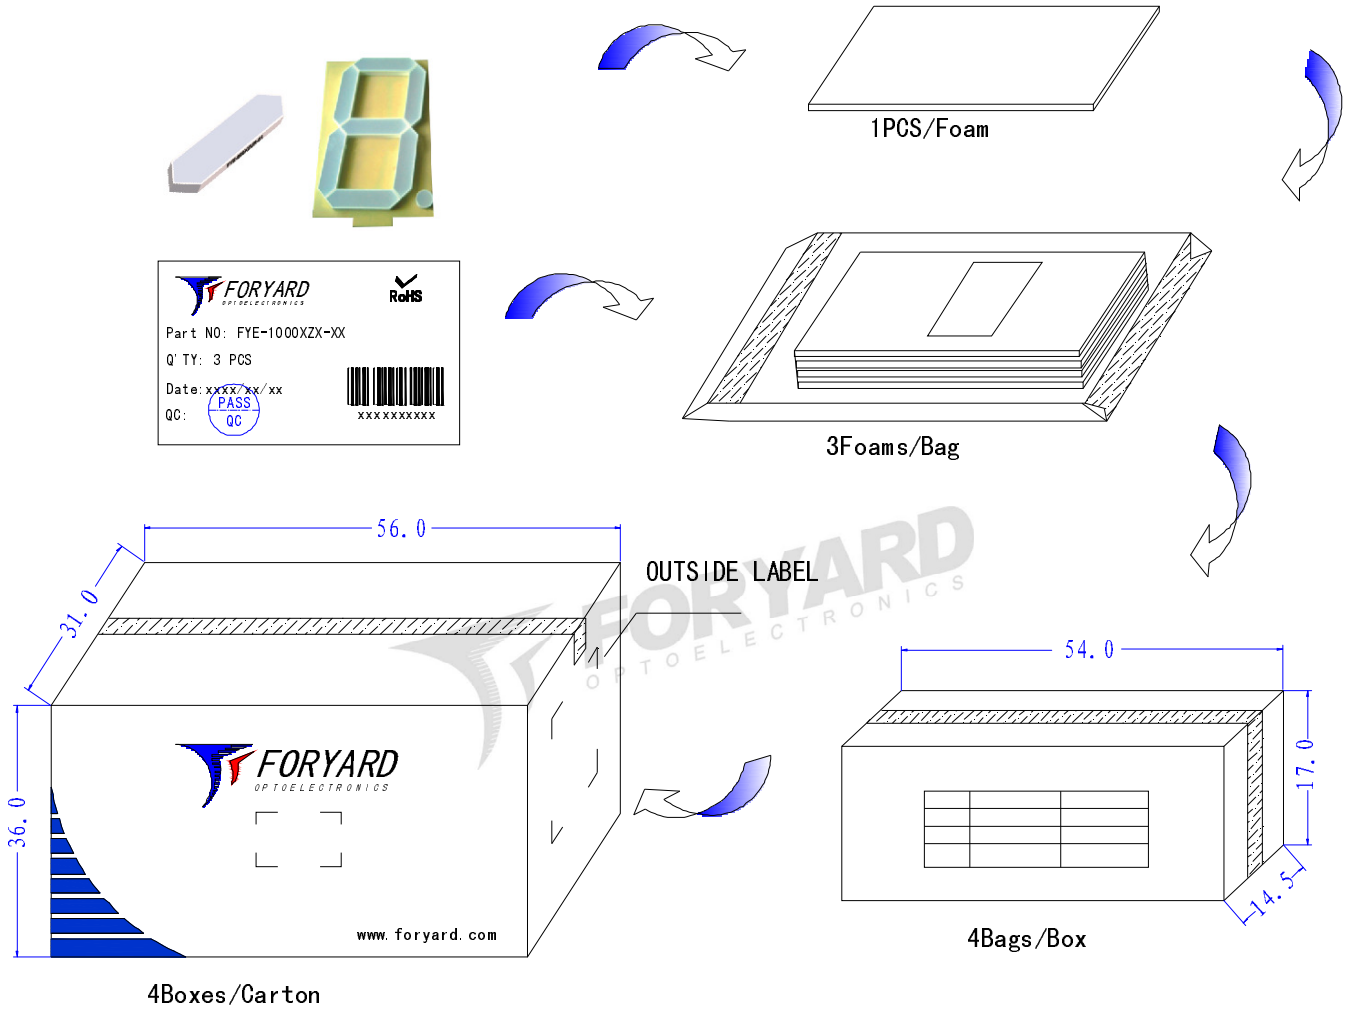 1PCS/Foam
FORYARD
OPTOELECTRONICS
RoHS
Part NO: FYE-1000XZX-XX
Q'TY: 3 PCS
Date:xxxx/xx/xx
QC:
PASS
QC
xxxxxxxxxx
3Foams/Bag
56.0
31.0
OUTSIDE LABEL
FORYARD
OPTOELECTRONICS
54.0
17.0
14.5
36.0
FORYARD
OPTOELECTRONICS
www.foryard.com
4Bags/Box
4Boxes/Carton